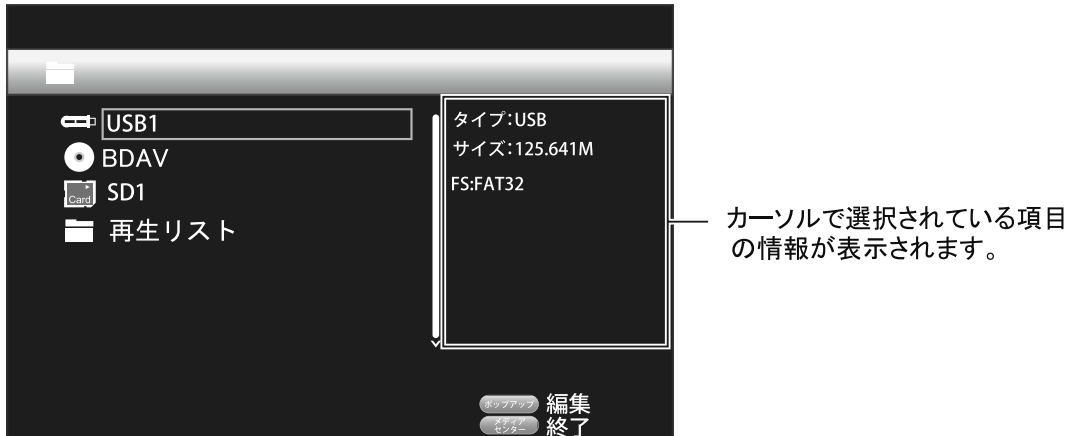 USB1
BDAV
Card SD1
再生リスト
タイプ:USB
サイズ:125.641M
FS:FAT32
カーソルで選択されている項目
の情報が表示されます。
ポップアップ 編集
メディア
センター 終了